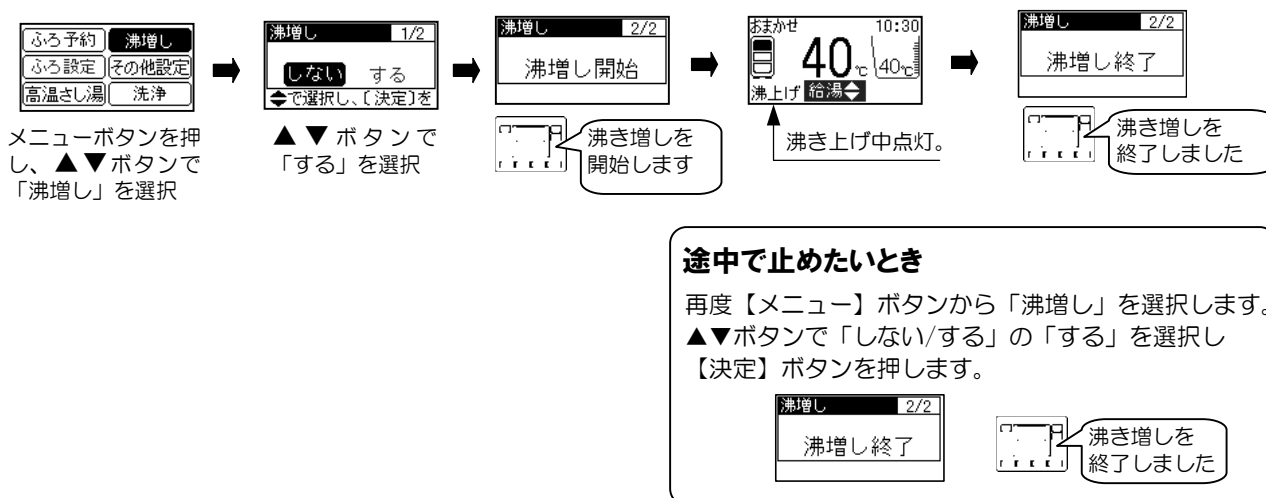 ふろ予約 沸増し
ふろ設定 その他設定
高温さし湯 洗浄
メニューボタンを押
し、▲▼ボタンで
「沸増し」を選択
沸増し 1/2
しない する
◆で選択し、〔決定〕を
▲▼ボタンで
「する」を選択
沸増し 2/2
沸増し開始
沸き増しを
開始します
おまかせ 10:30
40℃ 40℃
沸上げ 給湯◆
沸き上げ中点灯。
沸増し 2/2
沸増し終了
沸き増しを
終了しました
途中で止めたいとき
再度【メニュー】ボタンから「沸増し」を選択します。
▲▼ボタンで「しない/する」の「する」を選択し
【決定】ボタンを押します。
沸増し 2/2
沸増し終了
沸き増しを
終了しました